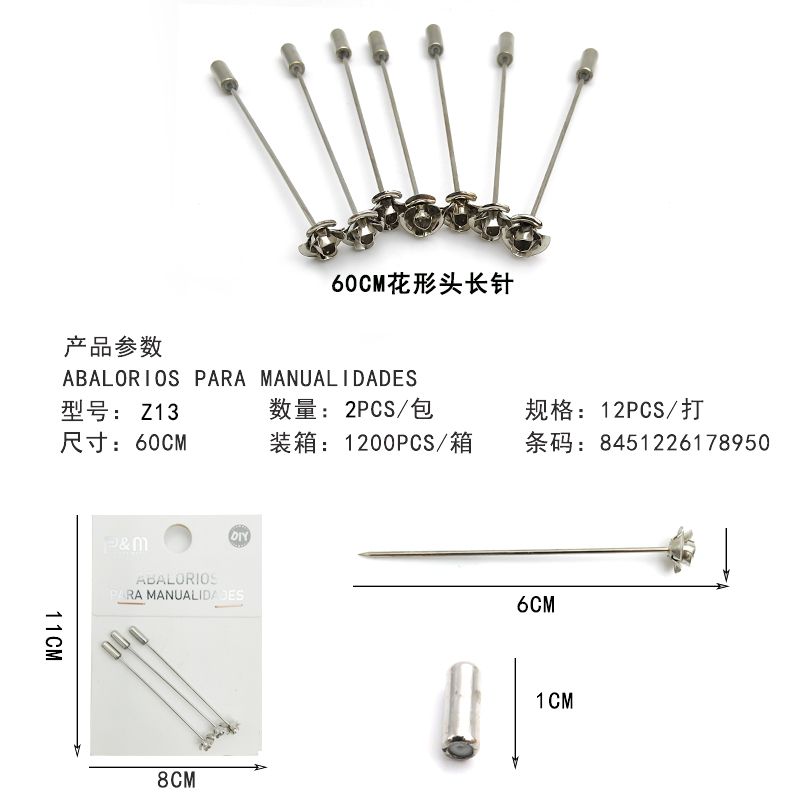 60CM花形头长针
产品参数
ABALORIOS PARA MANUALIDADES
型号: Z13 数量: 2PCS/包 规格: 12PCS/打
尺寸: 60CM 装箱: 1200PCS/箱 条码: 8451226178950
P&M
DIY
ABALORIOS
PARA MANUALIDADES
11CM
8CM
6CM
1CM